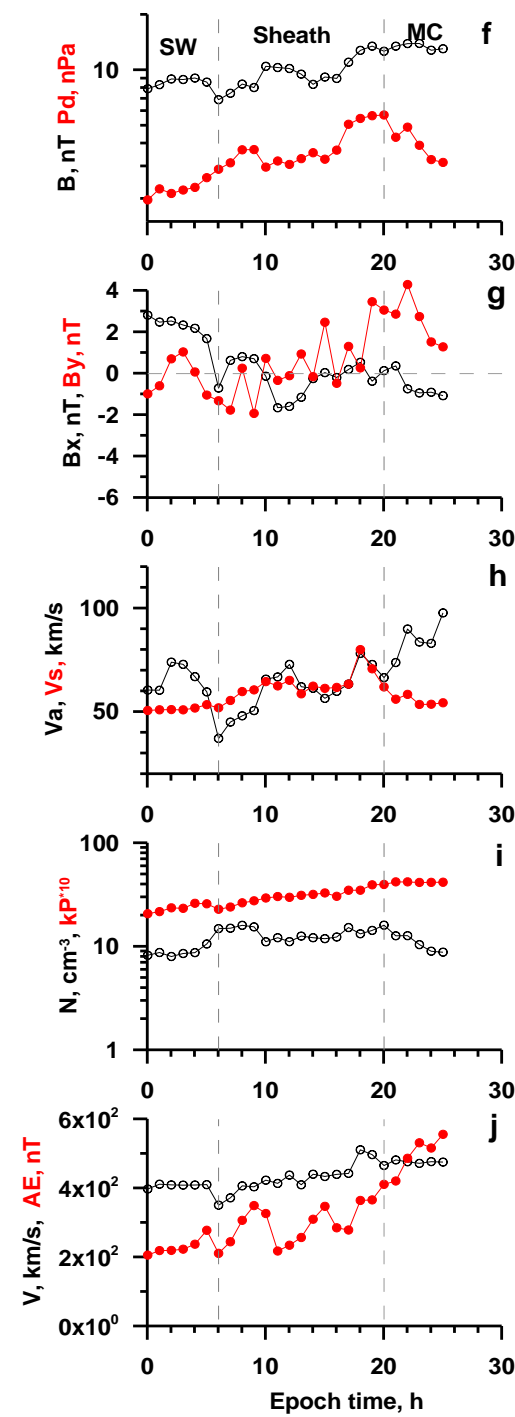 SW Sheath MC f
10
B, nT Pd, nPa
0 10 20 30
g
4
2
0
-2
-4
-6
Bx, nT, By, nT
0 10 20 30
h
100
50
Va, Vs, km/s
0 10 20 30
i
100
10
1
N, cm-3, kP*10
0 10 20 30
j
6x10²
4x10²
2x10²
0x10⁰
V, km/s, AE, nT
0 10 20 30
Epoch time, h